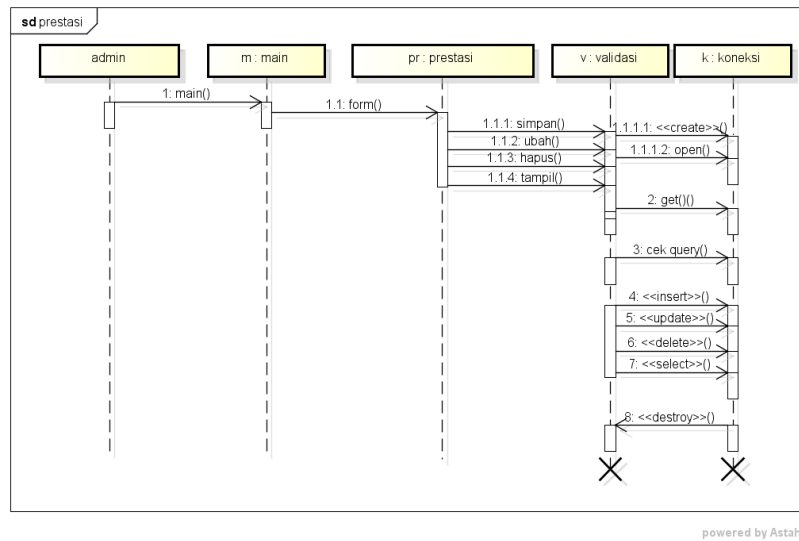 sd prestasi
admin
m : main
pr : prestasi
v : validasi
k : koneksi
1: main()
1.1: form()
1.1.1: simpan()
1.1.1.1: <<create>>()
1.1.2: ubah()
1.1.1.2: open()
1.1.3: hapus()
1.1.4: tampil()
2: get()()
3: cek query()
4: <<insert>>()
5: <<update>>()
6: <<delete>>()
7: <<select>>()
8: <<destroy>>()
powered by Astah